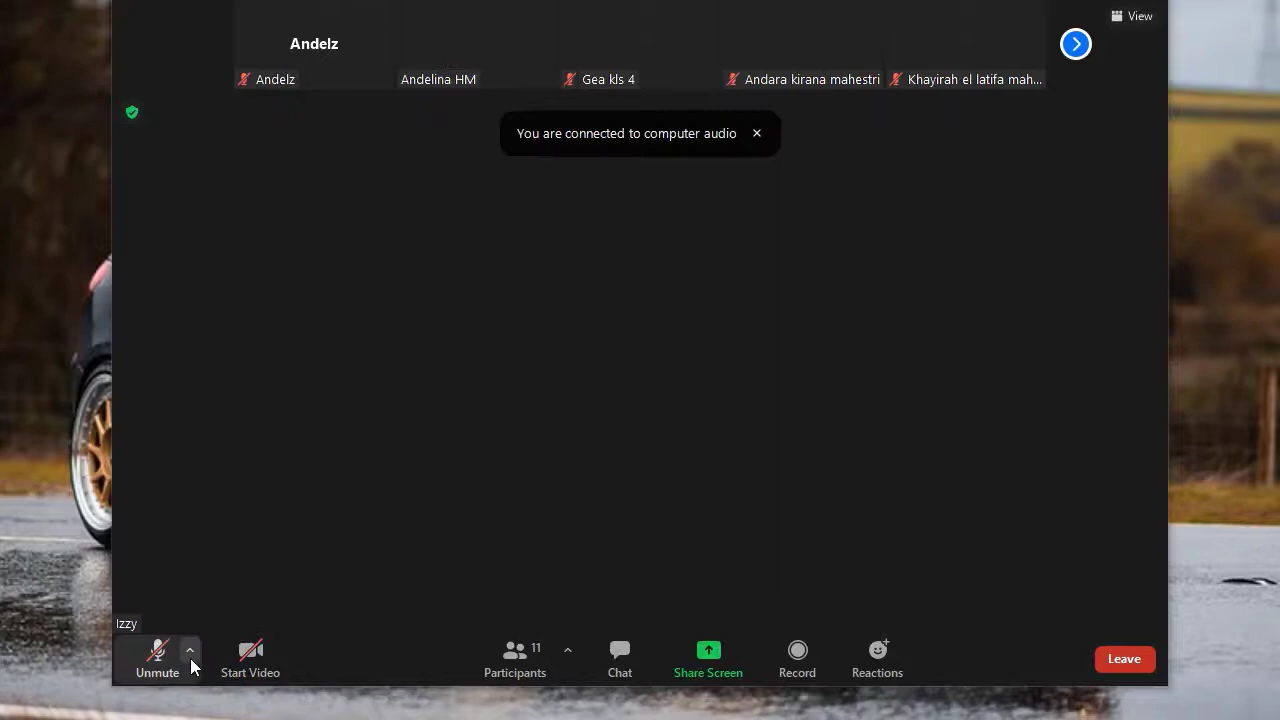 View
Andelz
Andelz
Andelina HM
Gea kls 4
Andara kirana mahestri
Khayirah el latifa mah...
You are connected to computer audio
Izzy
Unmute
Start Video
Participants
11
Chat
Share Screen
Record
Reactions
Leave